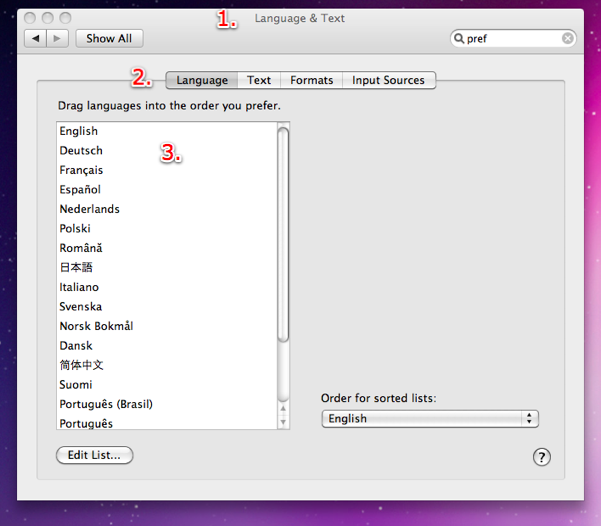 1.
Language & Text
Show All
pref
2.
Language
Text
Formats
Input Sources
Drag languages into the order you prefer.
3.
English
Deutsch
Français
Español
Nederlands
Polski
Română
日本語
Italiano
Svenska
Norsk Bokmål
Dansk
简体中文
Suomi
Português (Brasil)
Português
Order for sorted lists:
English
Edit List...
?